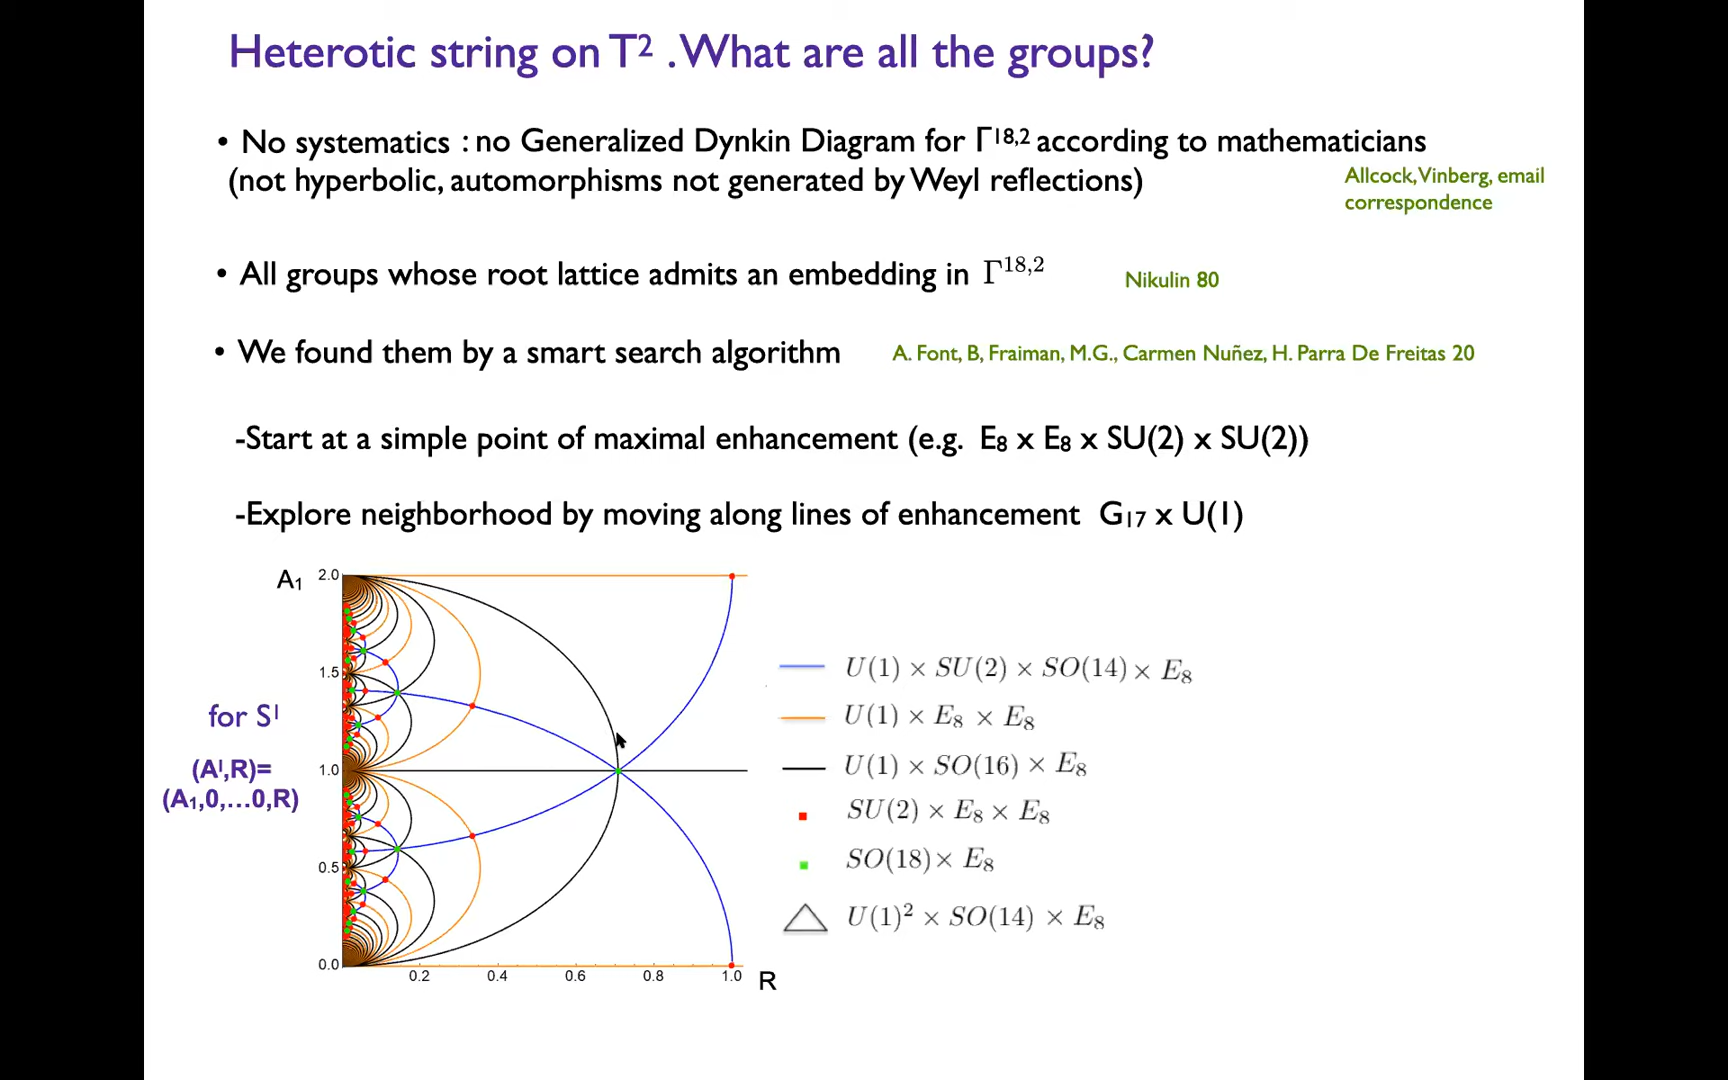 Heterotic string on T² . What are all the groups?
• No systematics : no Generalized Dynkin Diagram for Γ¹⁸,² according to mathematicians
(not hyperbolic, automorphisms not generated by Weyl reflections)
Allcock, Vinberg, email
correspondence
• All groups whose root lattice admits an embedding in Γ¹⁸,²
Nikulin 80
• We found them by a smart search algorithm
A. Font, B, Fraiman, M.G., Carmen Nuñez, H. Parra De Freitas 20
-Start at a simple point of maximal enhancement (e.g. E₈ x E₈ x SU(2) x SU(2))
-Explore neighborhood by moving along lines of enhancement G₁₇ x U(1)
A₁
2.0
1.5
1.0
0.5
0.0
0.2 0.4 0.6 0.8 1.0
R
for S¹
(Aᴵ,R)=
(A₁,0,...0,R)
U(1) × SU(2) × SO(14) × E₈
U(1) × E₈ × E₈
U(1) × SO(16) × E₈
SU(2) × E₈ × E₈
SO(18) × E₈
U(1)² × SO(14) × E₈